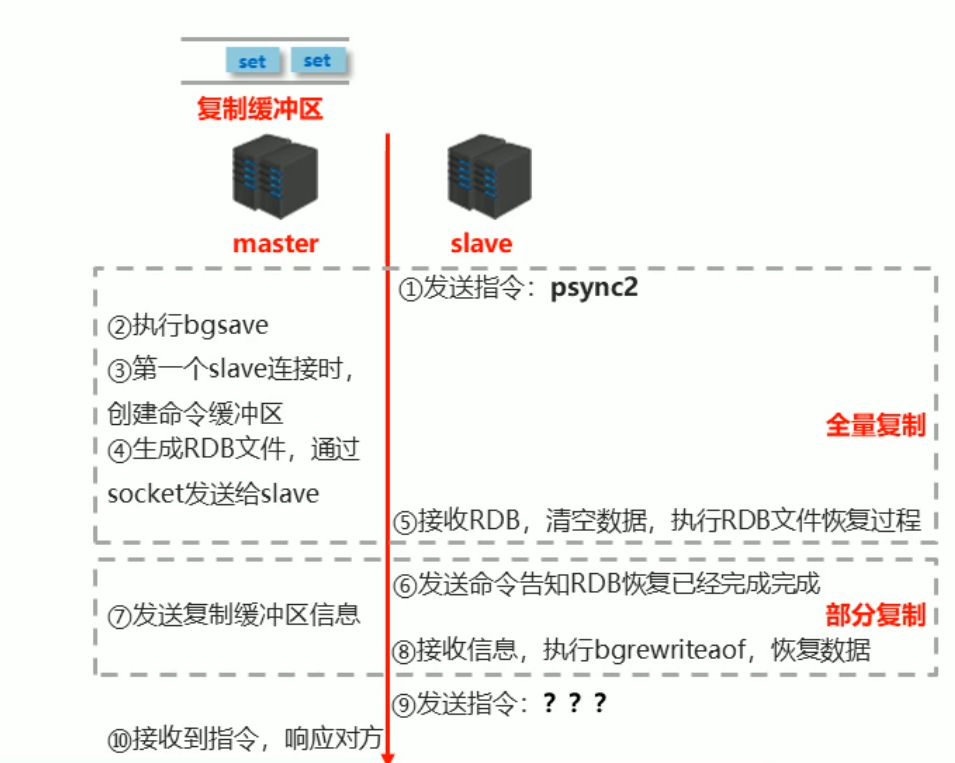 set set
复制缓冲区
master slave
①发送指令：psync2
②执行bgsave
③第一个slave连接时，
创建命令缓冲区
全量复制
④生成RDB文件，通过
socket发送给slave
⑤接收RDB，清空数据，执行RDB文件恢复过程
⑥发送命令告知RDB恢复已经完成完成
⑦发送复制缓冲区信息
部分复制
⑧接收信息，执行bgrewriteaof，恢复数据
⑨发送指令：？？？
⑩接收到指令，响应对方